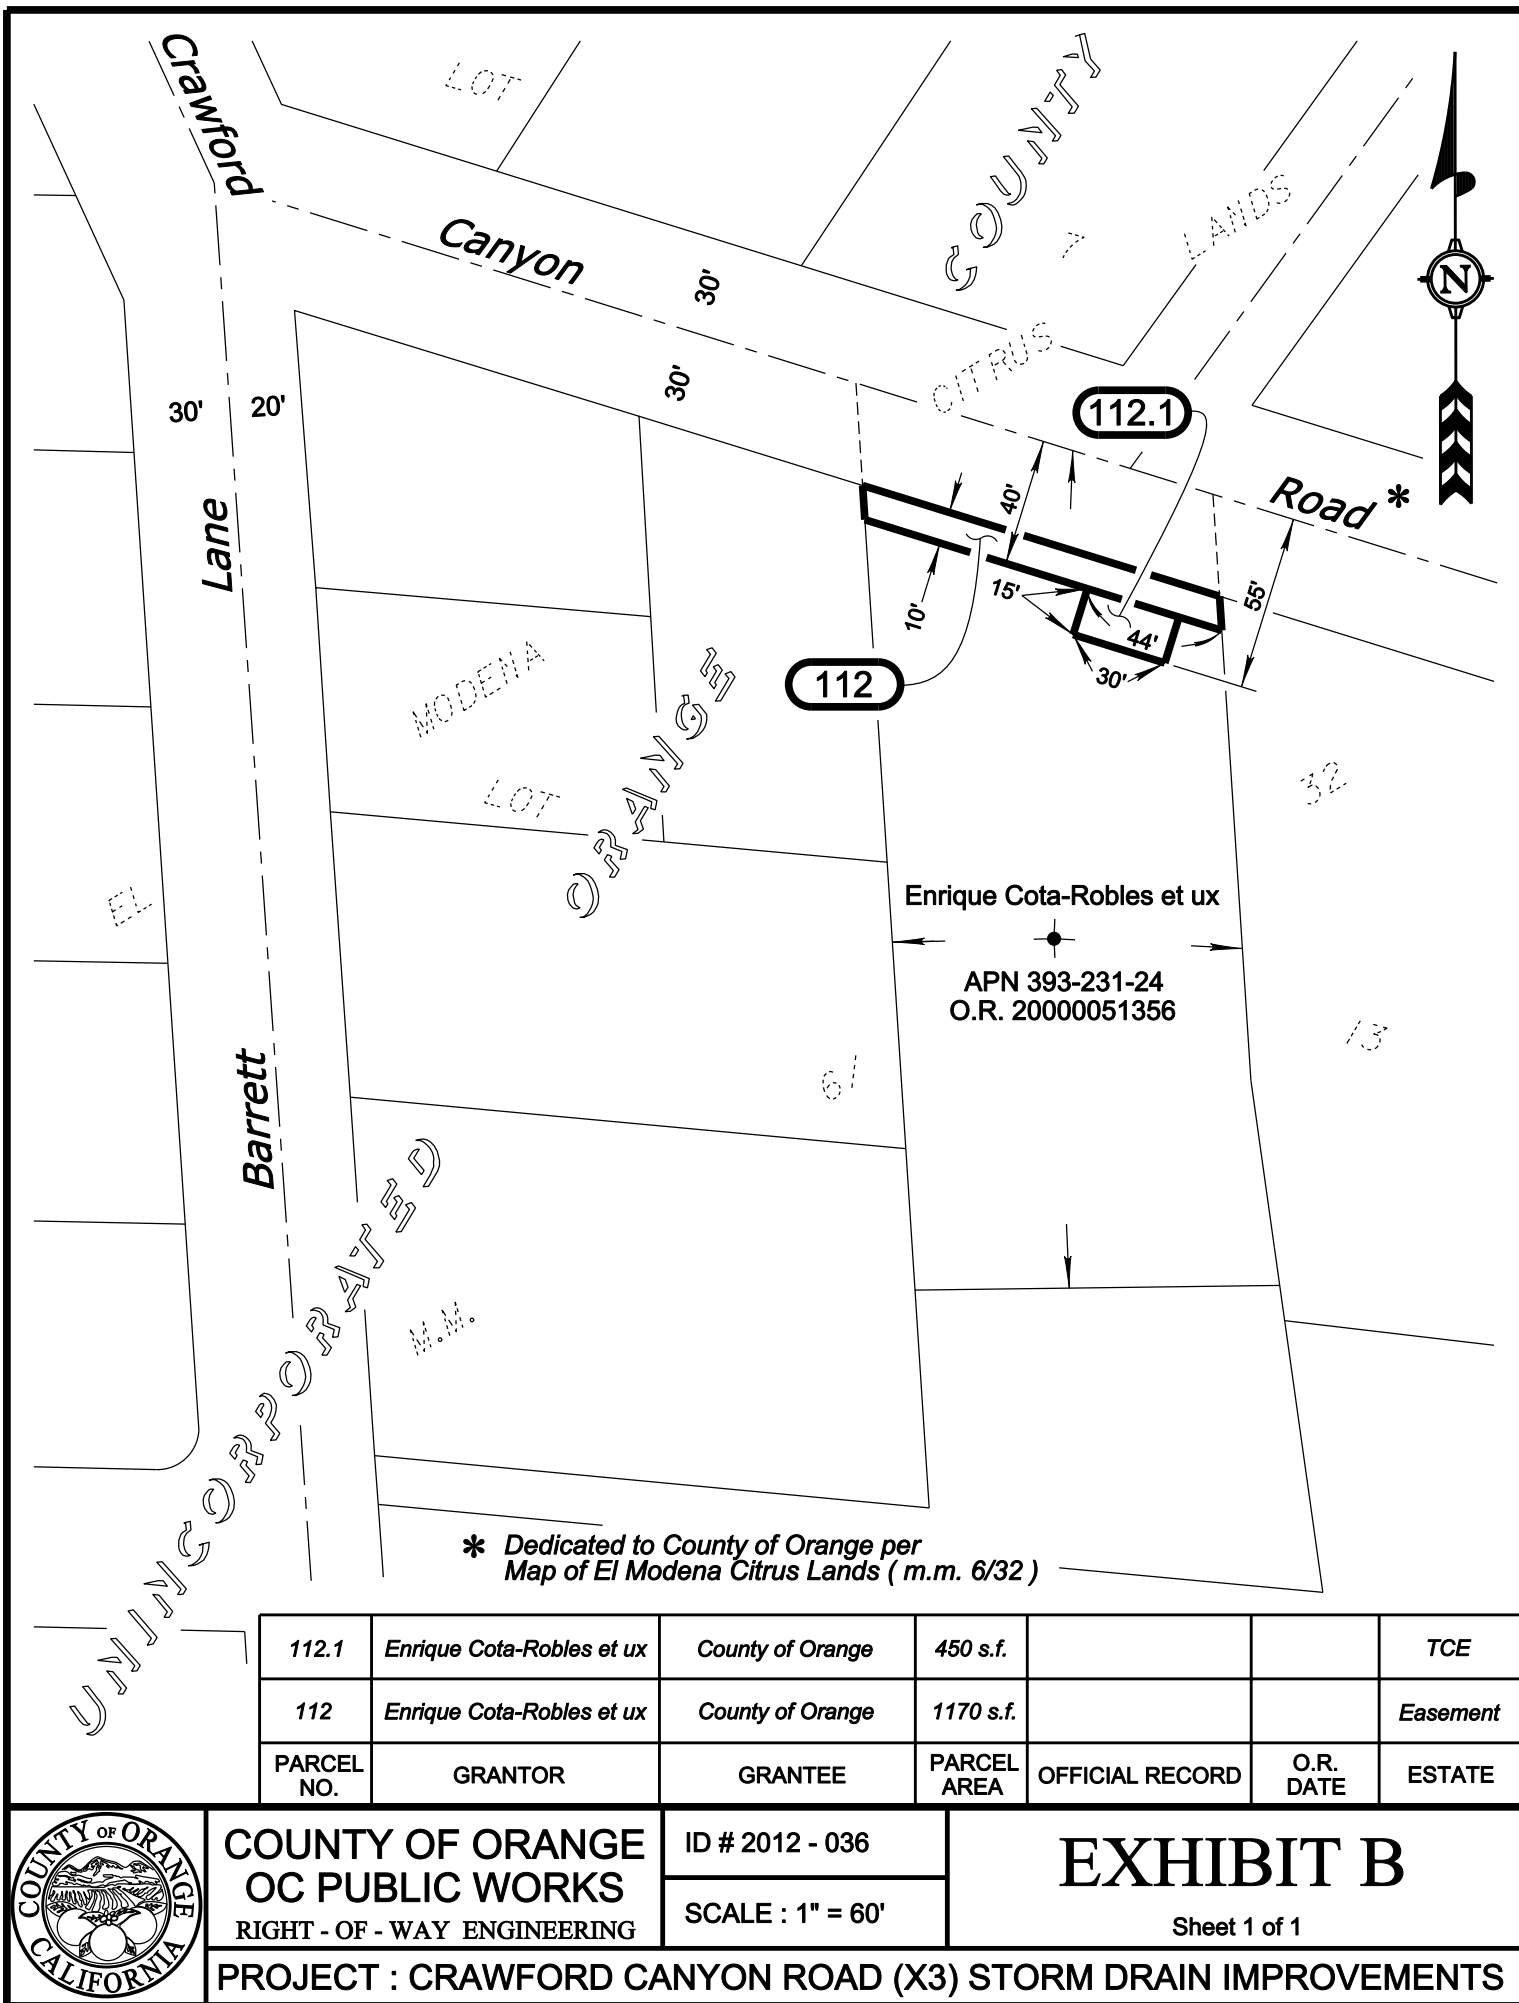 Crawford
Canyon
Road *
LOT
COUNTY
7
LANDS
CITRUS
N
30'
30'
30'
20'
Lane
Barrett
112.1
112
40'
55'
15'
10'
44'
30'
MODENA
LOT
ORANGE
EL
32
13
61
M.M.
UNINCORPORATED
Enrique Cota-Robles et ux
APN 393-231-24
O.R. 20000051356
* Dedicated to County of Orange per
Map of El Modena Citrus Lands ( m.m. 6/32 )
112.1 Enrique Cota-Robles et ux County of Orange 450 s.f. TCE
112 Enrique Cota-Robles et ux County of Orange 1170 s.f. Easement
PARCEL NO. GRANTOR GRANTEE PARCEL AREA OFFICIAL RECORD O.R. DATE ESTATE
COUNTY OF ORANGE
CALIFORNIA
COUNTY OF ORANGE
OC PUBLIC WORKS
RIGHT - OF - WAY ENGINEERING
ID # 2012 - 036
SCALE : 1" = 60'
EXHIBIT B
Sheet 1 of 1
PROJECT : CRAWFORD CANYON ROAD (X3) STORM DRAIN IMPROVEMENTS